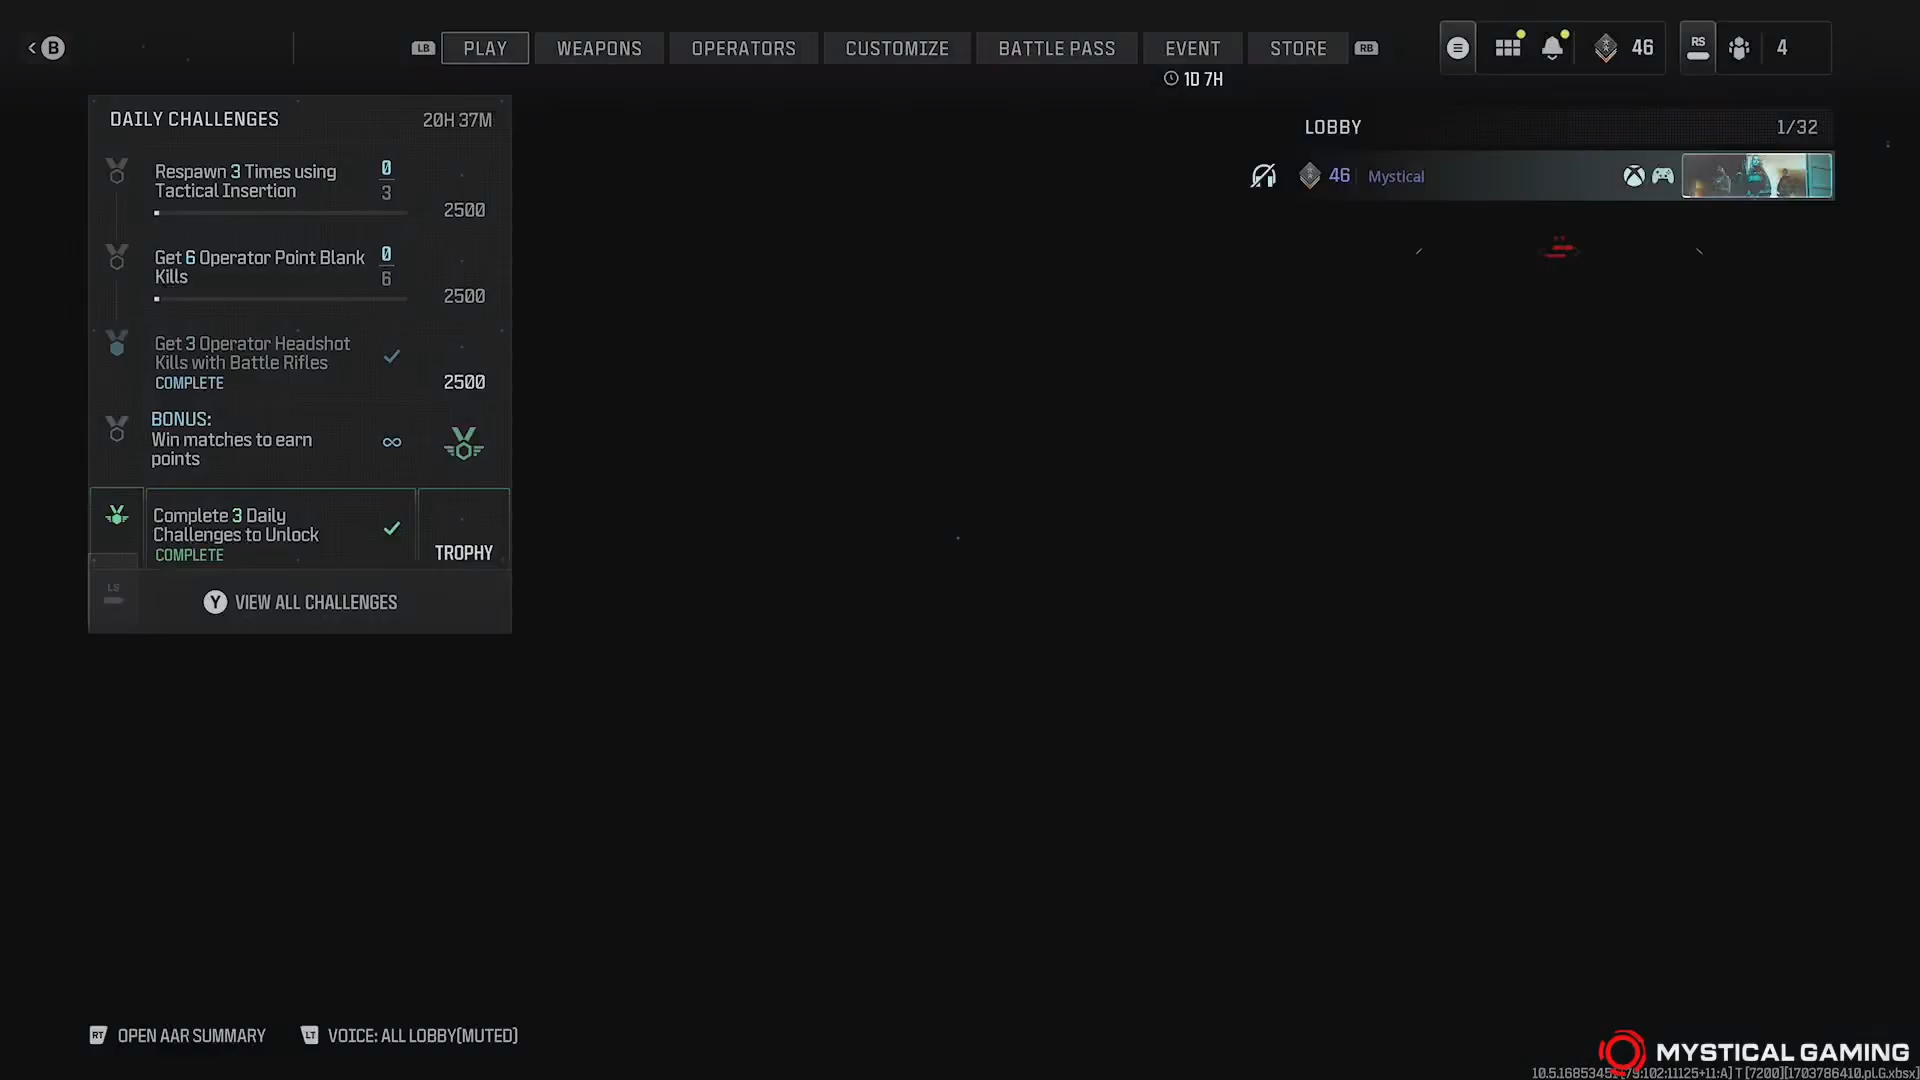 B
LB PLAY WEAPONS OPERATORS CUSTOMIZE BATTLE PASS EVENT STORE RB
46 RS 4
1D 7H
DAILY CHALLENGES 20H 37M
Respawn 3 Times using
Tactical Insertion
0
3
2500
Get 6 Operator Point Blank
Kills
0
6
2500
Get 3 Operator Headshot
Kills with Battle Rifles
COMPLETE
2500
BONUS:
Win matches to earn
points
∞
Complete 3 Daily
Challenges to Unlock
COMPLETE
TROPHY
LS
Y VIEW ALL CHALLENGES
LOBBY 1/32
46 Mystical
RT OPEN AAR SUMMARY LT VOICE: ALL LOBBY(MUTED)
MYSTICAL GAMING